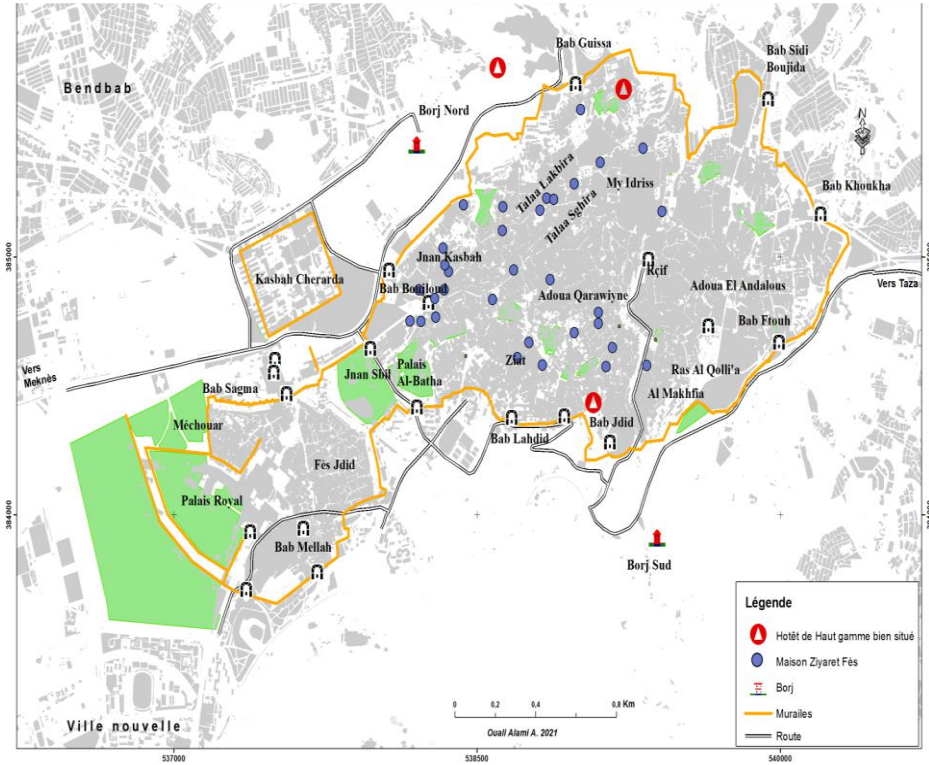 Bab Guissa
Bab Sidi
Boujida
Bendbab
Borj Nord
N
My Idriss
Talaa Lakbira
Talaa Sghira
Bab Khoukha
385000
385000
Jnan Kasbah
Kasbah Cherarda
Bab Boujloud
Rçif
Adoua El Andalous
Adoua Qarawiyne
Vers Taza
Bab Ftouh
Vers
Meknès
Ziat
Jnan Sbil
Palais
Al-Batha
Ras Al Qolli'a
Al Makhfia
Bab Sagma
Méchouar
Bab Jdid
Bab Lahdid
Fès Jdid
Palais Royal
384000
384000
Bab Mellah
Borj Sud
Légende
Hotêt de Haut gamme bien situé
Maison Ziyaret Fès
Borj
Murailes
Route
0 0,2 0,4 0,8 Km
Ouali Alami A. 2021
Ville nouvelle
537000
538500
540000